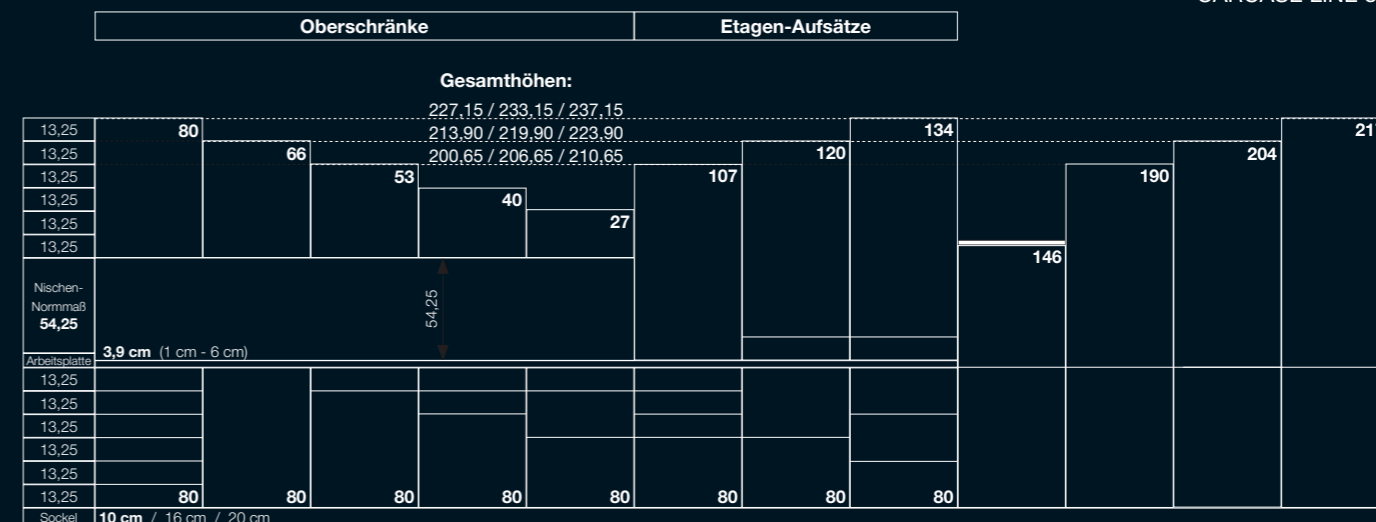 Oberschränke
Etagen-Aufsätze
Gesamthöhen:
227,15 / 233,15 / 237,15
213,90 / 219,90 / 223,90
200,65 / 206,65 / 210,65
13,25
13,25
13,25
13,25
13,25
13,25
80
66
53
40
27
107
120
134
146
190
204
217
Nischen-
Normmaß
54,25
54,25
Arbeitsplatte
3,9 cm (1 cm - 6 cm)
13,25
13,25
13,25
13,25
13,25
13,25
80
80
80
80
80
80
80
80
Sockel
10 cm / 16 cm / 20 cm